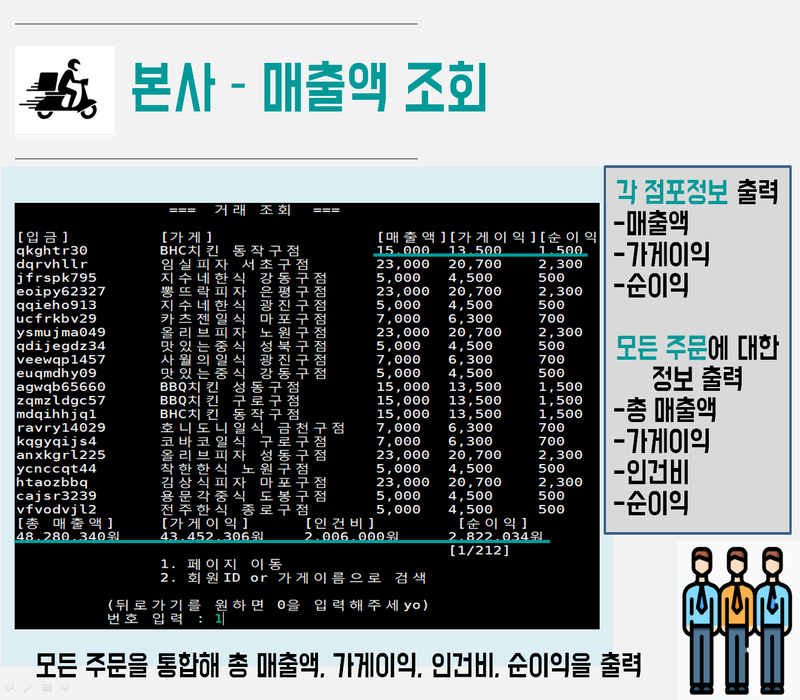 본사 - 매출액 조회
=== 거래 조회 ===
[입금] [가게] [매출액][가게이익][순이익
qkghtr30 BHC치킨 동작구점 15,000 13,500 1,500
dqrvhllr 임실피자 서초구점 23,000 20,700 2,300
jfrspk795 지수네한식 강동구점 5,000 4,500 500
eoipy62327 뽕뜨락피자 은평구점 23,000 20,700 2,300
qqieho913 지수네한식 광진구점 5,000 4,500 500
ucfrkbv29 카츠젠일식 마포구점 7,000 6,300 700
ysmujma049 올리브피자 노원구점 23,000 20,700 2,300
qdijegdz34 맛있는중식 성북구점 5,000 4,500 500
veewqp1457 사월의일식 광진구점 7,000 6,300 700
euqmdhy09 맛있는중식 강동구점 5,000 4,500 500
agwqb65660 BBQ치킨 성동구점 15,000 13,500 1,500
zqmzldgc57 BBQ치킨 구로구점 15,000 13,500 1,500
mdqihhjq1 BHC치킨 동작구점 15,000 13,500 1,500
ravry14029 호니도니일식 금천구점 7,000 6,300 700
kqgyqijs4 코바코일식 구로구점 7,000 6,300 700
anxkgrl225 올리브피자 성동구점 23,000 20,700 2,300
ycnccqt44 착한한식 노원구점 5,000 4,500 500
htaozbbq 김상식피자 마포구점 23,000 20,700 2,300
cajsr3239 용문각중식 도봉구점 5,000 4,500 500
vfvodvjl2 전주한식 종로구점 5,000 4,500 500
[총 매출액] [가게이익] [인건비] [순이익]
48,280,340원 43,452,306원 2,006,000원 2,822,034원
[1/212]
1. 페이지 이동
2. 회원ID or 가게이름으로 검색
(뒤로가기를 원하면 0을 입력해주세yo)
번호 입력 : 1
각 점포정보 출력
-매출액
-가게이익
-순이익
모든 주문에 대한
정보 출력
-총 매출액
-가게이익
-인건비
-순이익
모든 주문을 통합해 총 매출액, 가게이익, 인건비, 순이익을 출력